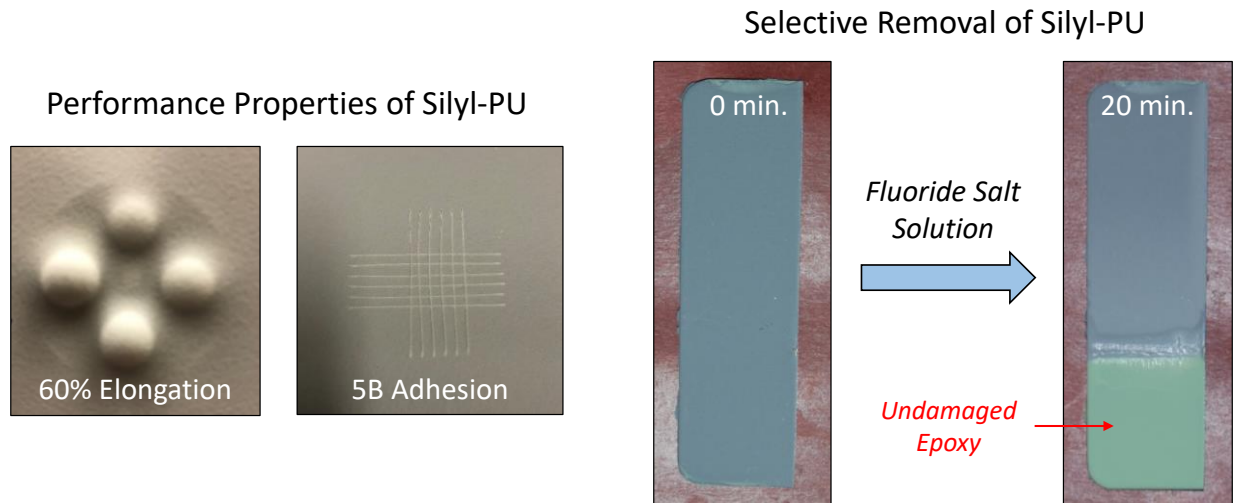 Selective Removal of Silyl-PU
Performance Properties of Silyl-PU
60% Elongation
5B Adhesion
0 min.
Fluoride Salt
Solution
20 min.
Undamaged
Epoxy